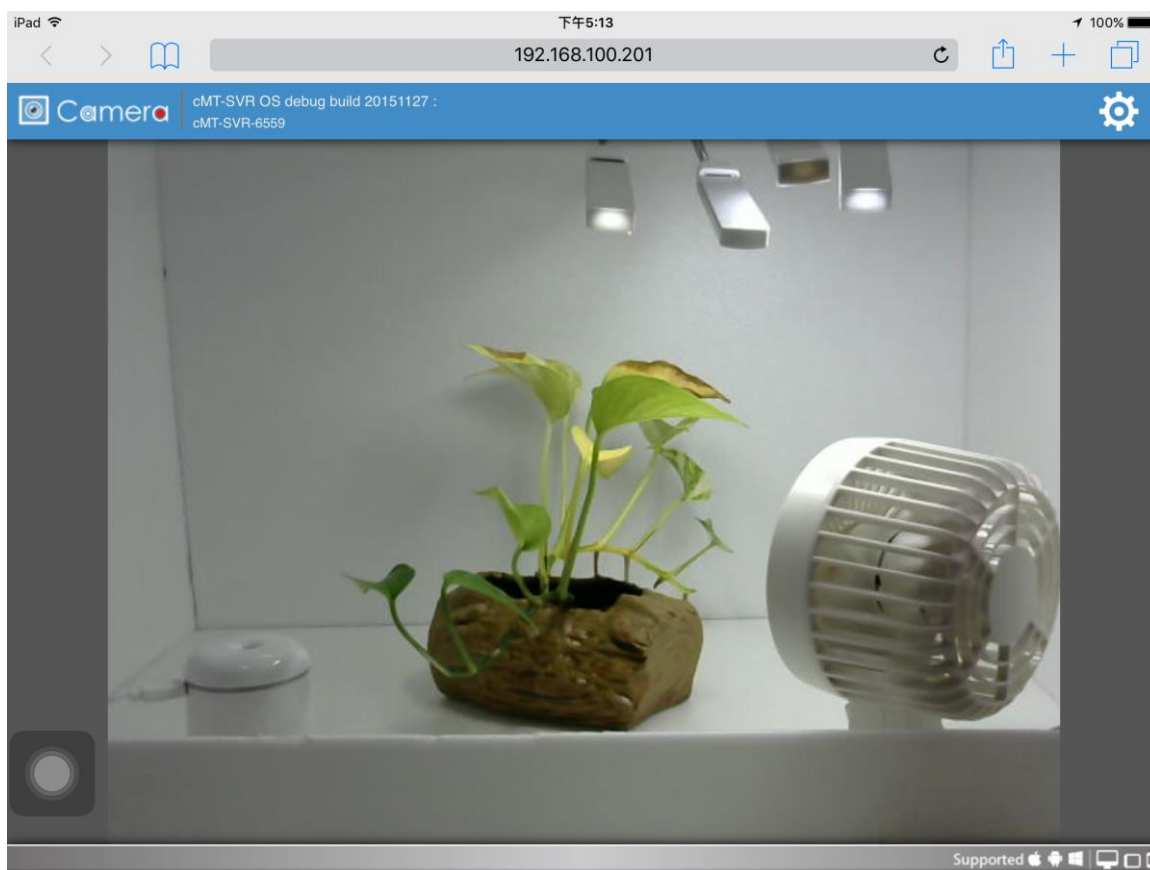 iPad
下午5:13
100%
192.168.100.201
Camera
cMT-SVR OS debug build 20151127 :
cMT-SVR-6559
Supported